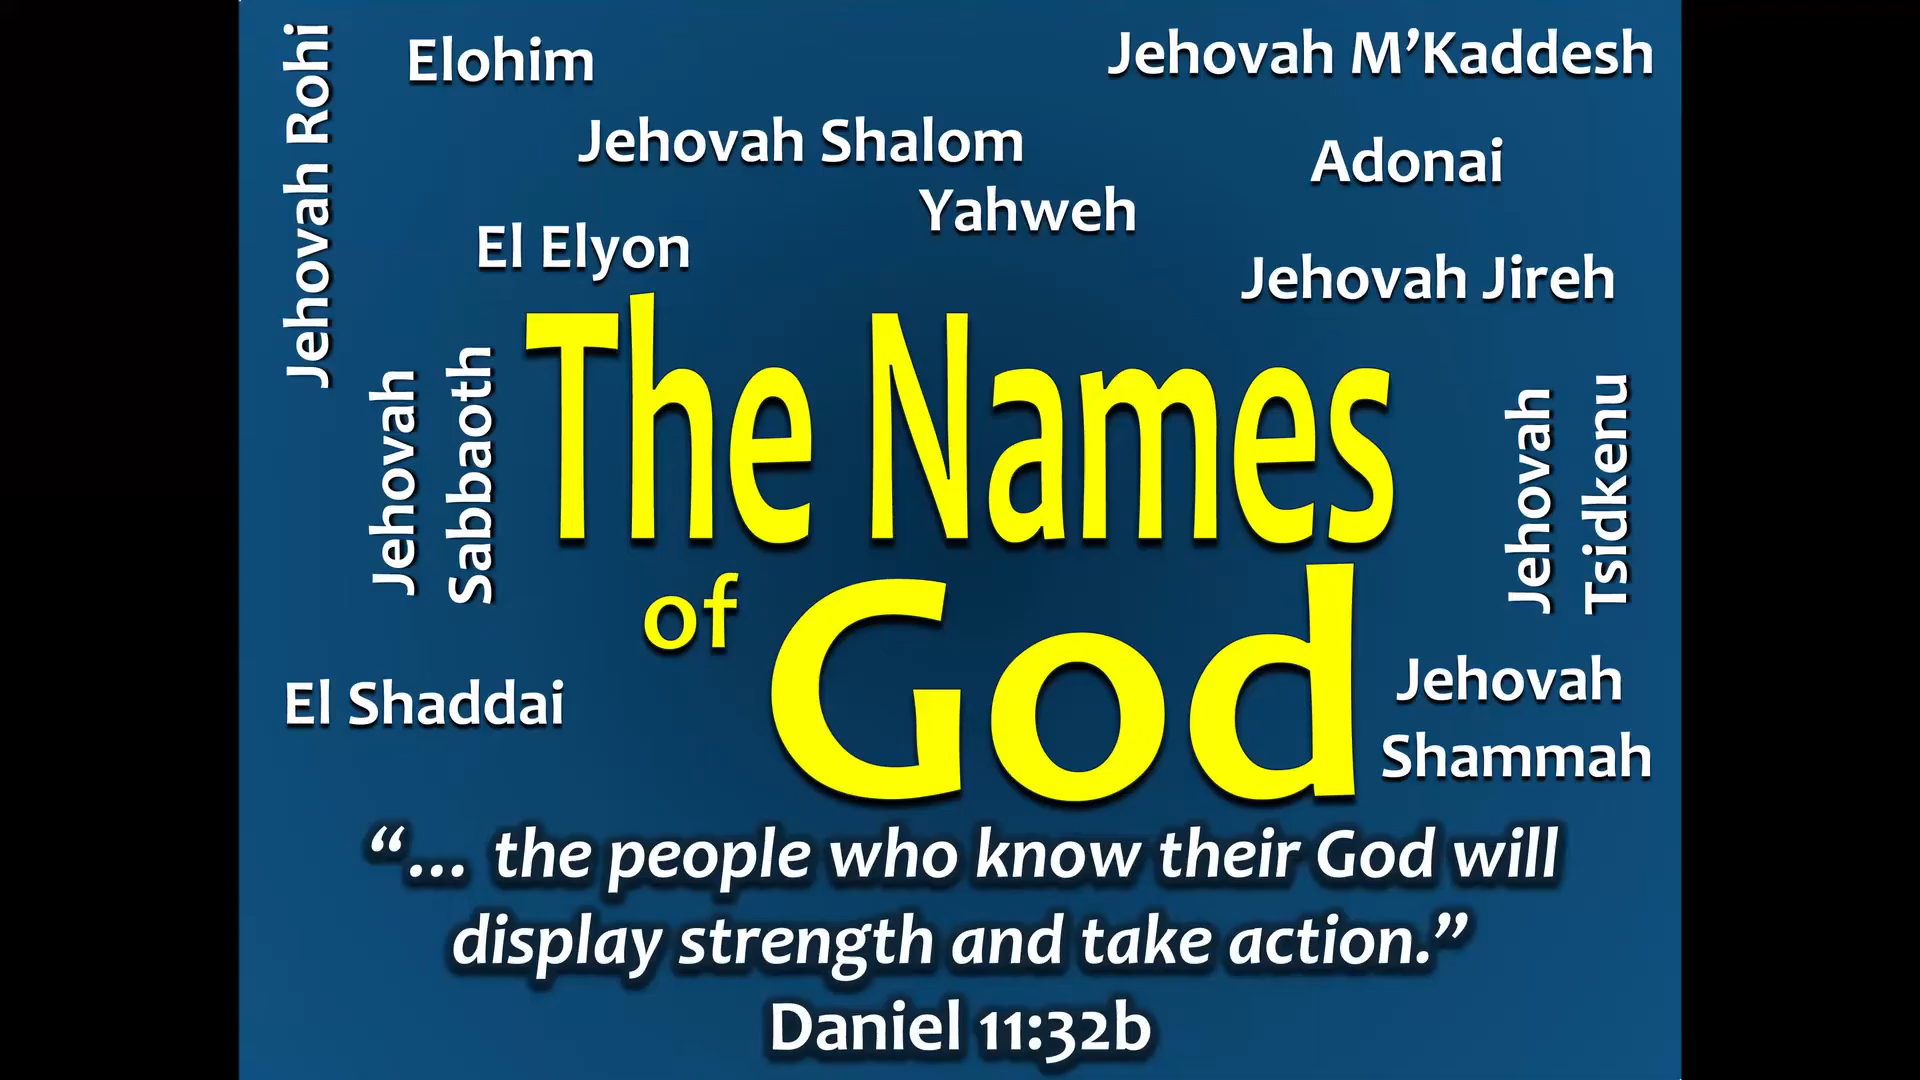 Jehovah Rohi
Elohim
Jehovah M’Kaddesh
Jehovah Shalom
Adonai
Yahweh
El Elyon
Jehovah Jireh
The Names
of God
Jehovah
Sabbaoth
Jehovah
Tsidkenu
El Shaddai
Jehovah
Shammah
“... the people who know their God will
display strength and take action.”
Daniel 11:32b